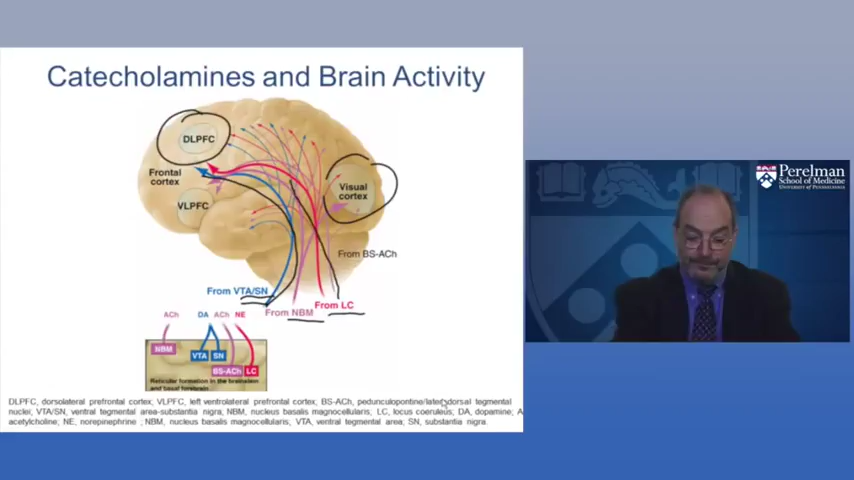 Catecholamines and Brain Activity
DLPFC
Frontal
cortex
VLPFC
Visual
cortex
From BS-ACh
From VTA/SN
From LC
From NBM
ACh DA ACh NE
NBM
VTA SN
BS-ACh LC
Reticular formation in the brainstem
and basal forebrain
DLPFC, dorsolateral prefrontal cortex; VLPFC, left ventrolateral prefrontal cortex; BS-ACh, pedunculopontine/laterodorsal tegmental
nuclei; VTA/SN, ventral tegmental area-substantia nigra, NBM, nucleus basalis magnocellularis; LC, locus coeruleus; DA, dopamine; A
acetylcholine; NE, norepinephrine ; NBM, nucleus basalis magnocellularis; VTA, ventral tegmental area; SN, substantia nigra.
Perelman
School of Medicine
University of Pennsylvania